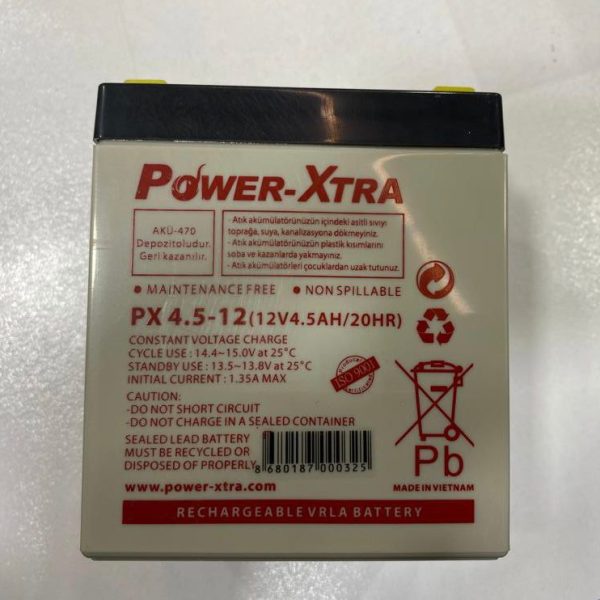 POWER-XTRA
AKÜ-470
Depozitoludur.
Geri kazanılır.
- Atık akümülatörünüzün içindeki asitli sıvıyı
toprağa, suya, kanalizasyona dökmeyiniz.
- Atık akümülatörünüzün plastik kısımlarını
soba ve kazanlarda yakmayınız.
- Atık akümülatörleri çocuklardan uzak tutunuz.
• MAINTENANCE FREE • NON SPILLABLE
PX 4.5-12 (12V4.5AH/20HR)
CONSTANT VOLTAGE CHARGE
CYCLE USE : 14.4~15.0V at 25°C
STANDBY USE : 13.5~13.8V at 25°C
INITIAL CURRENT : 1.35A MAX
ISO 9001
CAUTION:
-DO NOT SHORT CIRCUIT
-DO NOT CHARGE IN A SEALED CONTAINER
SEALED LEAD BATTERY
MUST BE RECYCLED OR
DISPOSED OF PROPERLY
8 680187 000325
Pb
www.power-xtra.com
MADE IN VIETNAM
RECHARGEABLE VRLA BATTERY